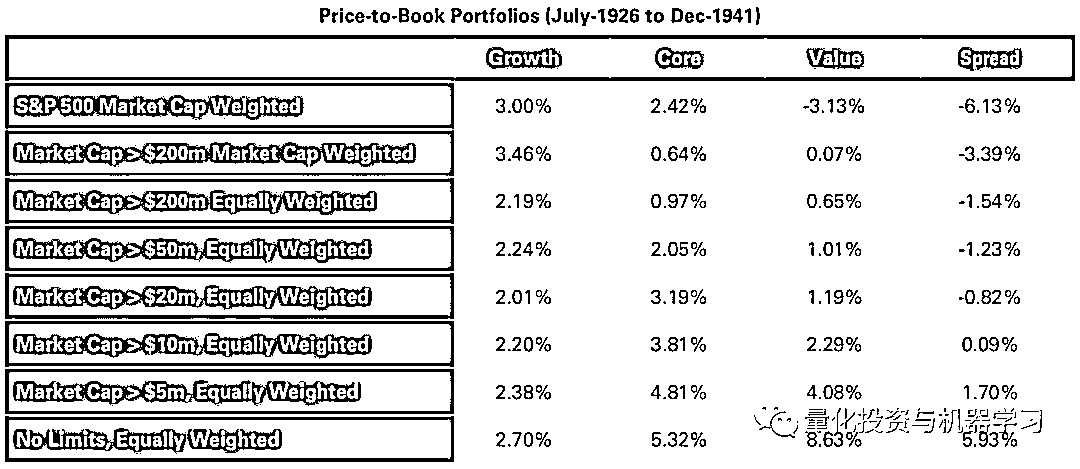 Price-to-Book Portfolios (July-1926 to Dec-1941)
Growth Core Value Spread
S&P 500 Market Cap Weighted 3.00% 2.42% -3.13% -6.13%
Market Cap > $200m Market Cap Weighted 3.46% 0.64% 0.07% -3.39%
Market Cap > $200m Equally Weighted 2.19% 0.97% 0.65% -1.54%
Market Cap > $50m, Equally Weighted 2.24% 2.05% 1.01% -1.23%
Market Cap > $20m, Equally Weighted 2.01% 3.19% 1.19% -0.82%
Market Cap > $10m, Equally Weighted 2.20% 3.81% 2.29% 0.09%
Market Cap > $5m, Equally Weighted 2.38% 4.81% 4.08% 1.70%
量化投资与机器学习
No Limits, Equally Weighted 2.70% 5.32% 8.63% 5.93%